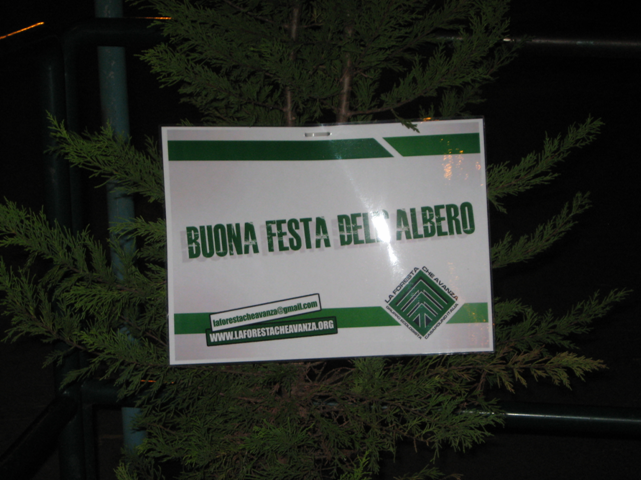 BUONA FESTA DELL'ALBERO
laforestacheavanza@gmail.com
WWW.LAFORESTACHEAVANZA.ORG
LA FORESTA CHE AVANZA